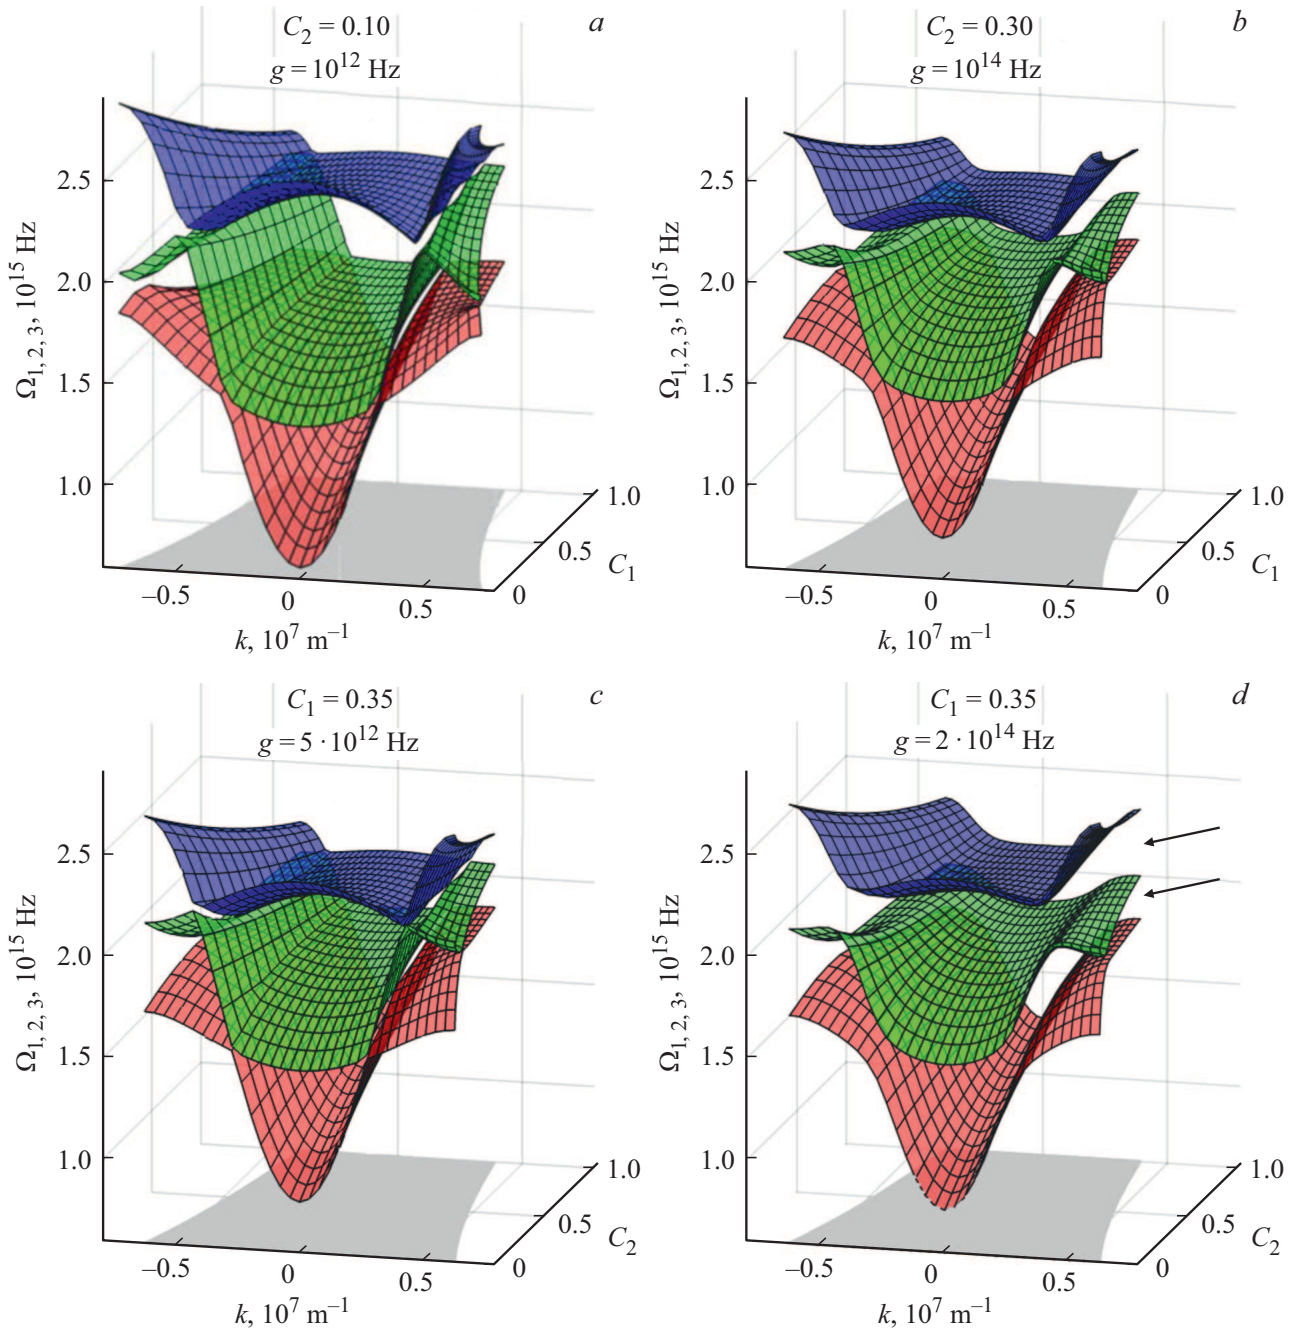 C2 = 0.10
a
g = 10^12 Hz
2.5
2.0
1.5
1.0
Ω1, 2, 3, 10^15 Hz
1.0
0.5
C1
0
–0.5
0
0.5
k, 10^7 m^–1
C2 = 0.30
b
g = 10^14 Hz
2.5
2.0
1.5
1.0
Ω1, 2, 3, 10^15 Hz
1.0
0.5
C1
0
–0.5
0
0.5
k, 10^7 m^–1
C1 = 0.35
c
g = 5 · 10^12 Hz
2.5
2.0
1.5
1.0
Ω1, 2, 3, 10^15 Hz
1.0
0.5
C2
0
–0.5
0
0.5
k, 10^7 m^–1
C1 = 0.35
d
g = 2 · 10^14 Hz
2.5
2.0
1.5
1.0
Ω1, 2, 3, 10^15 Hz
1.0
0.5
C2
0
–0.5
0
0.5
k, 10^7 m^–1